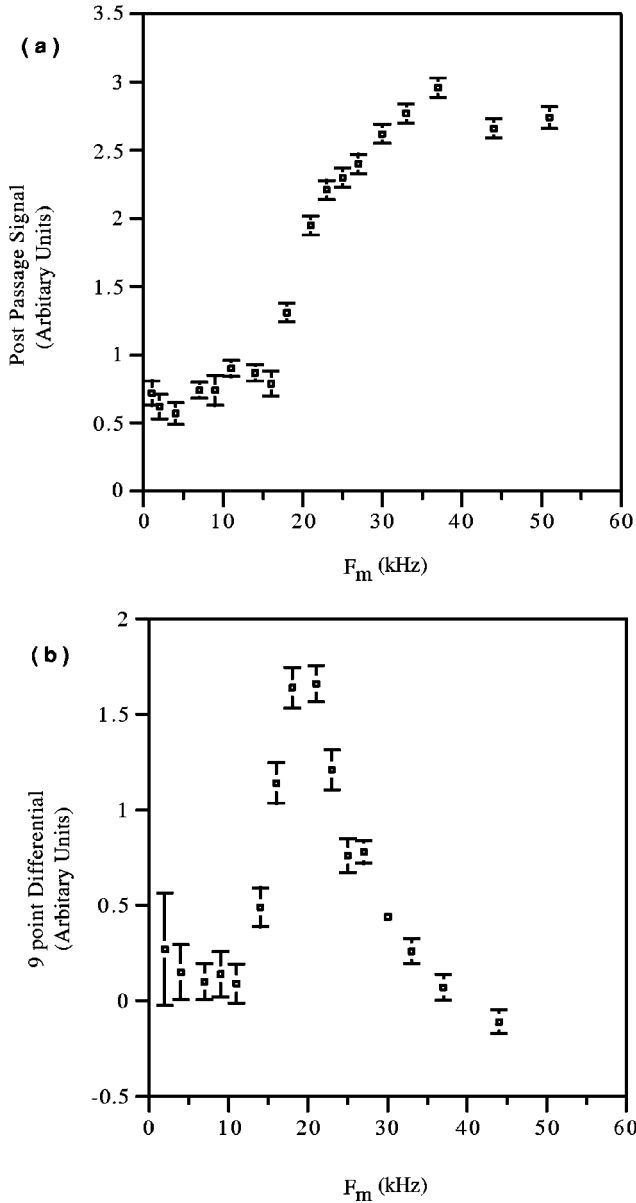 (a)
3.5
3
2.5
2
1.5
1
0.5
0
Post Passage Signal
(Arbitary Units)
0 10 20 30 40 50 60
F_m (kHz)
(b)
2
1.5
1
0.5
0
-0.5
9 point Differential
(Arbitary Units)
0 10 20 30 40 50 60
F_m (kHz)